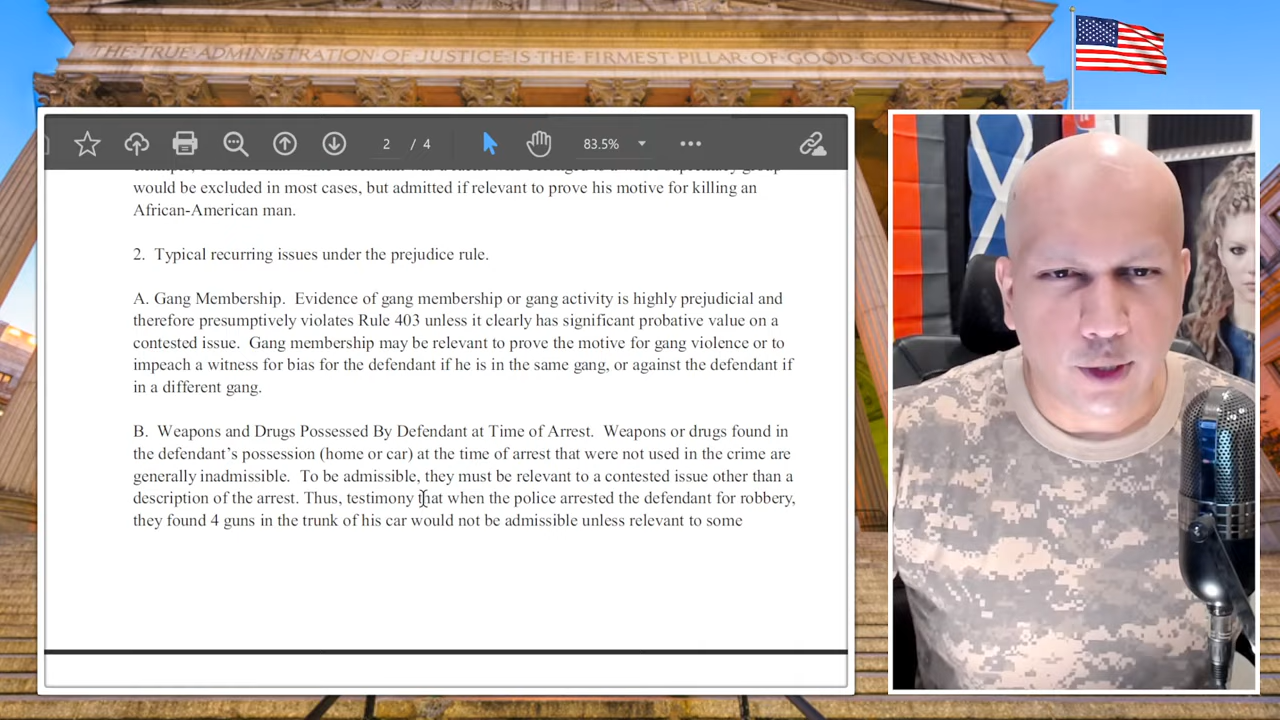 THE TRUE ADMINISTRATION OF JUSTICE IS THE FIRMEST PILLAR OF GOOD GOVERNMENT
2 / 4
83.5%
would be excluded in most cases, but admitted if relevant to prove his motive for killing an
African-American man.
2. Typical recurring issues under the prejudice rule.
A. Gang Membership. Evidence of gang membership or gang activity is highly prejudicial and
therefore presumptively violates Rule 403 unless it clearly has significant probative value on a
contested issue. Gang membership may be relevant to prove the motive for gang violence or to
impeach a witness for bias for the defendant if he is in the same gang, or against the defendant if
in a different gang.
B. Weapons and Drugs Possessed By Defendant at Time of Arrest. Weapons or drugs found in
the defendant's possession (home or car) at the time of arrest that were not used in the crime are
generally inadmissible. To be admissible, they must be relevant to a contested issue other than a
description of the arrest. Thus, testimony that when the police arrested the defendant for robbery,
they found 4 guns in the trunk of his car would not be admissible unless relevant to some